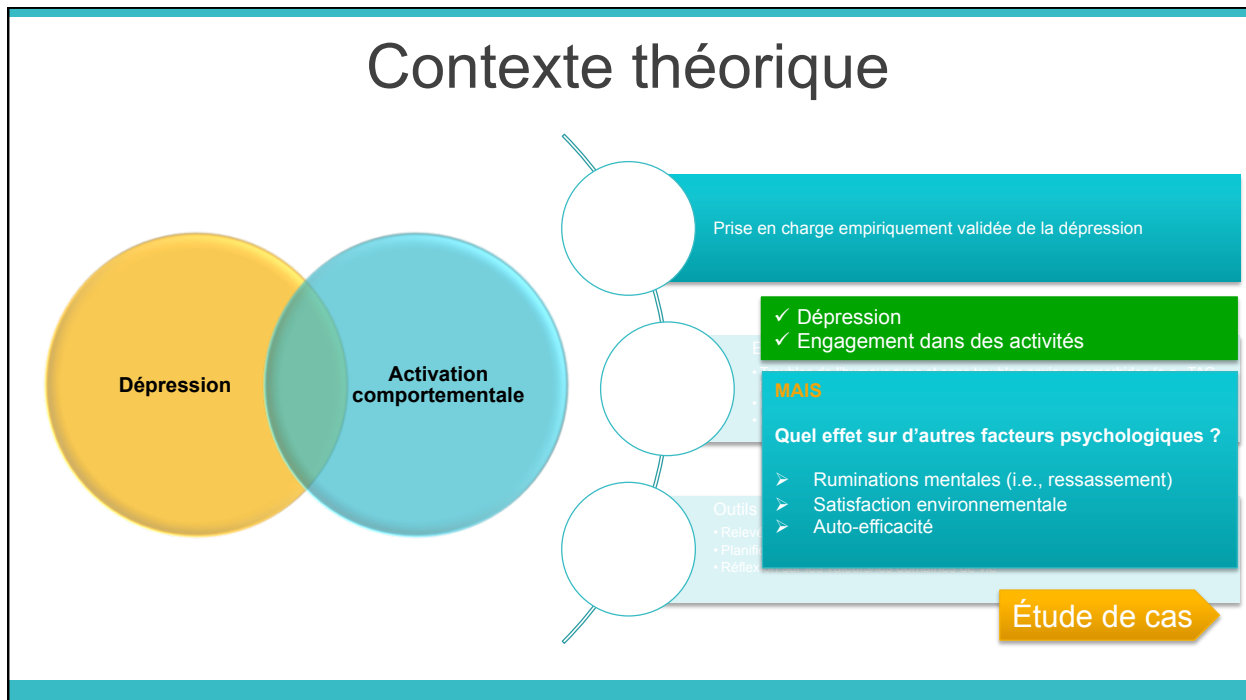 Contexte théorique
Dépression
Activation
comportementale
Prise en charge empiriquement validée de la dépression
✓ Dépression
✓ Engagement dans des activités
MAIS
Quel effet sur d’autres facteurs psychologiques ?
➢ Ruminations mentales (i.e., ressassement)
➢ Satisfaction environnementale
➢ Auto-efficacité
Outils
Étude de cas